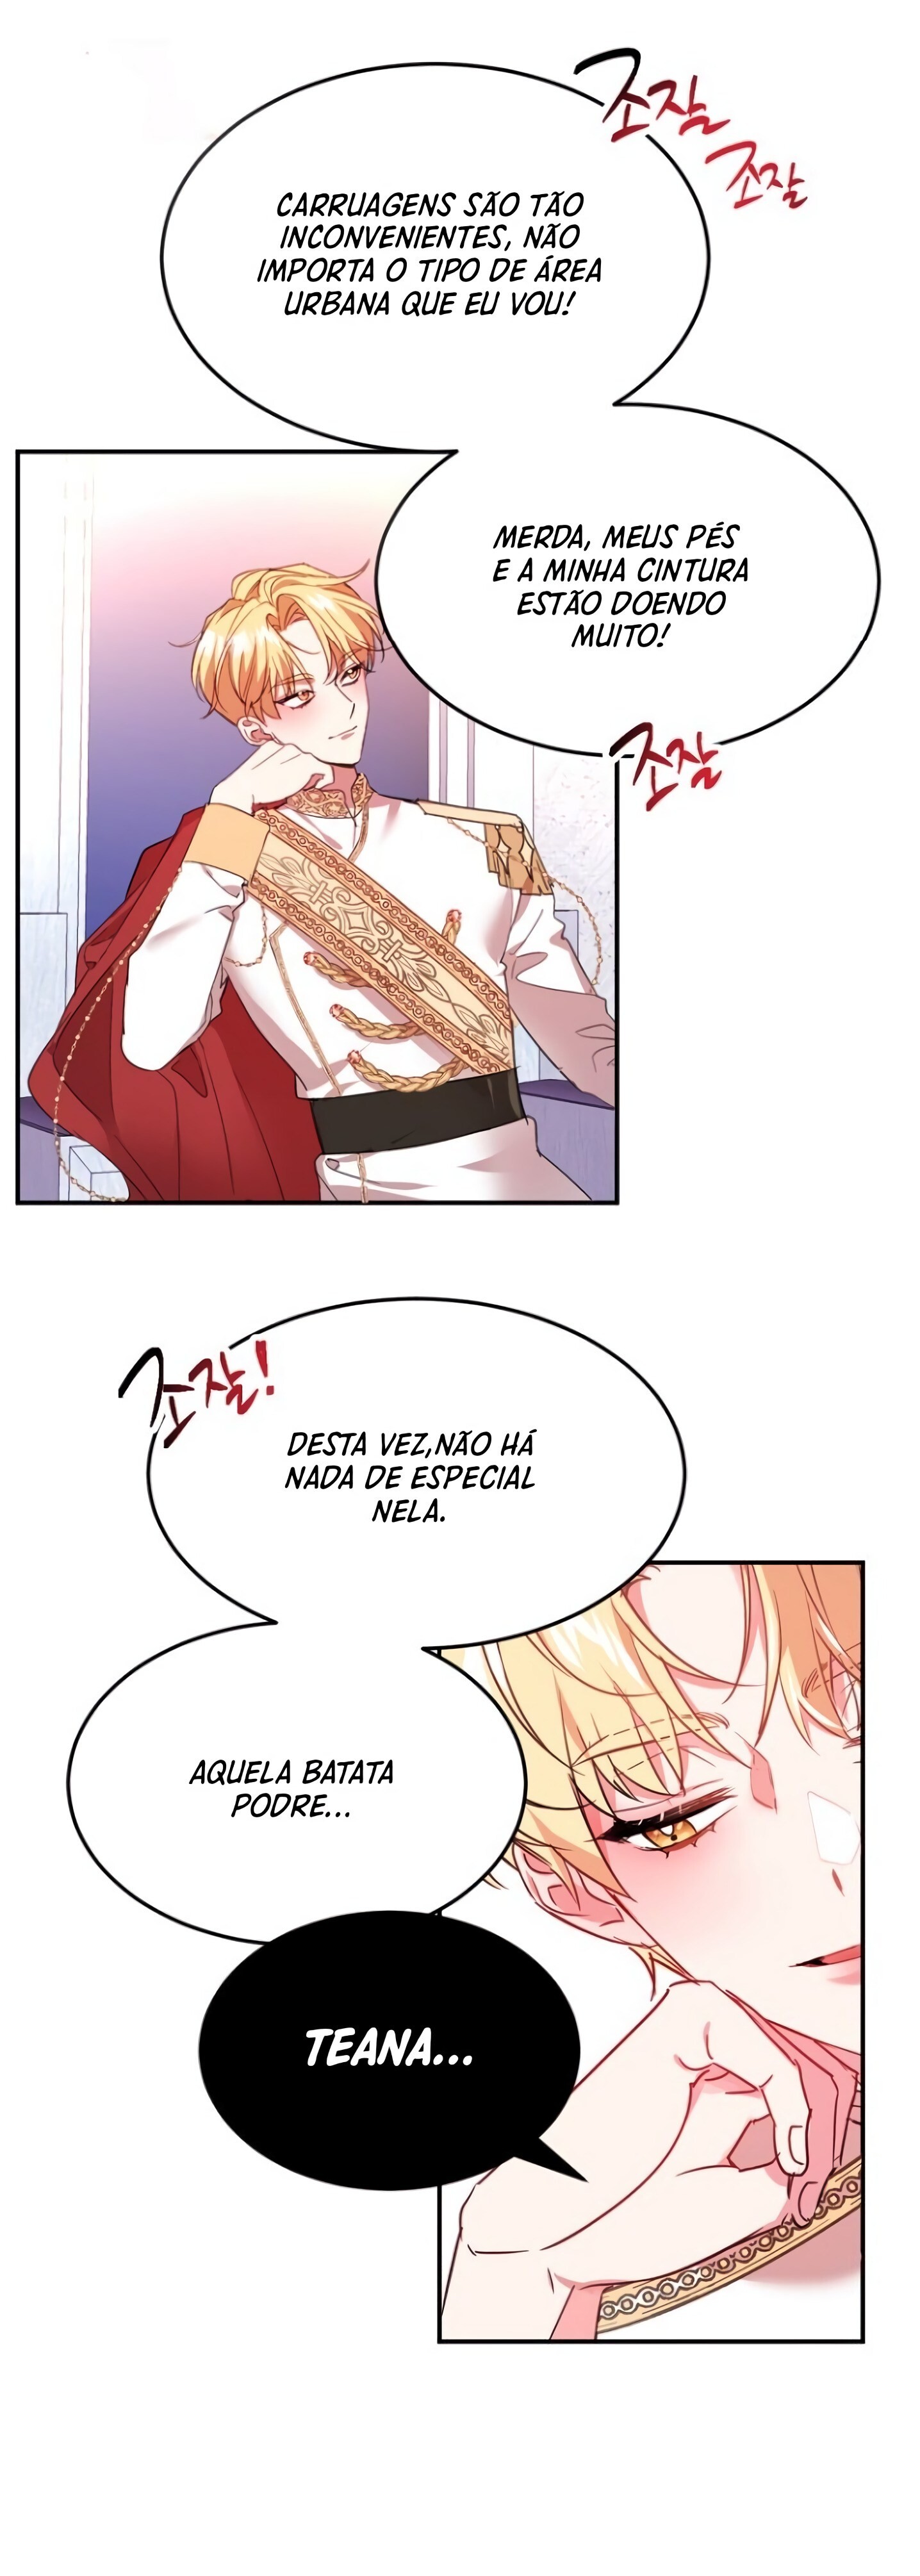 조잘
조잘
CARRUAGENS SÃO TÃO
INCONVENIENTES, NÃO
IMPORTA O TIPO DE ÁREA
URBANA QUE EU VOU!
MERDA, MEUS PÉS
E A MINHA CINTURA
ESTÃO DOENDO
MUITO!
조잘
조잘!
DESTA VEZ,NÃO HÁ
NADA DE ESPECIAL
NELA.
AQUELA BATATA
PODRE...
TEANA...